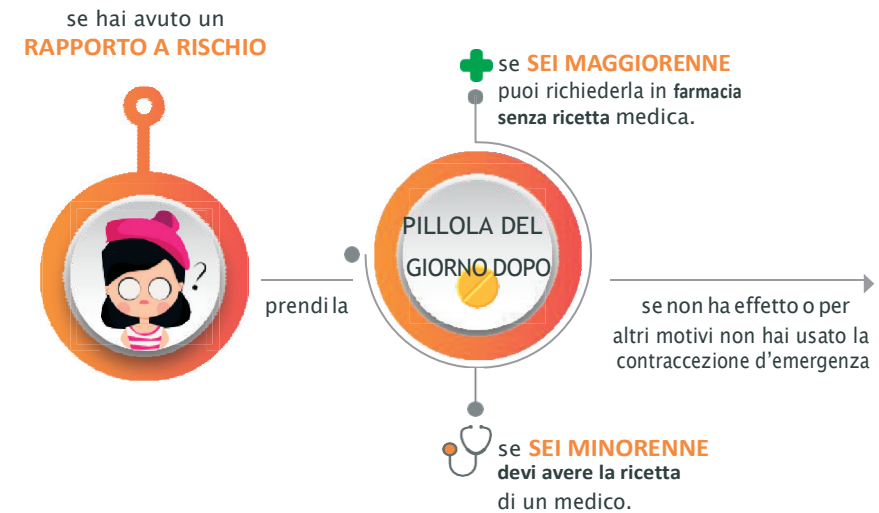 se hai avuto un
RAPPORTO A RISCHIO
?
prendi la
PILLOLA DEL
GIORNO DOPO
se SEI MAGGIORENNE
puoi richiederla in farmacia
senza ricetta medica.
se SEI MINORENNE
devi avere la ricetta
di un medico.
se non ha effetto o per
altri motivi non hai usato la
contraccezione d’emergenza